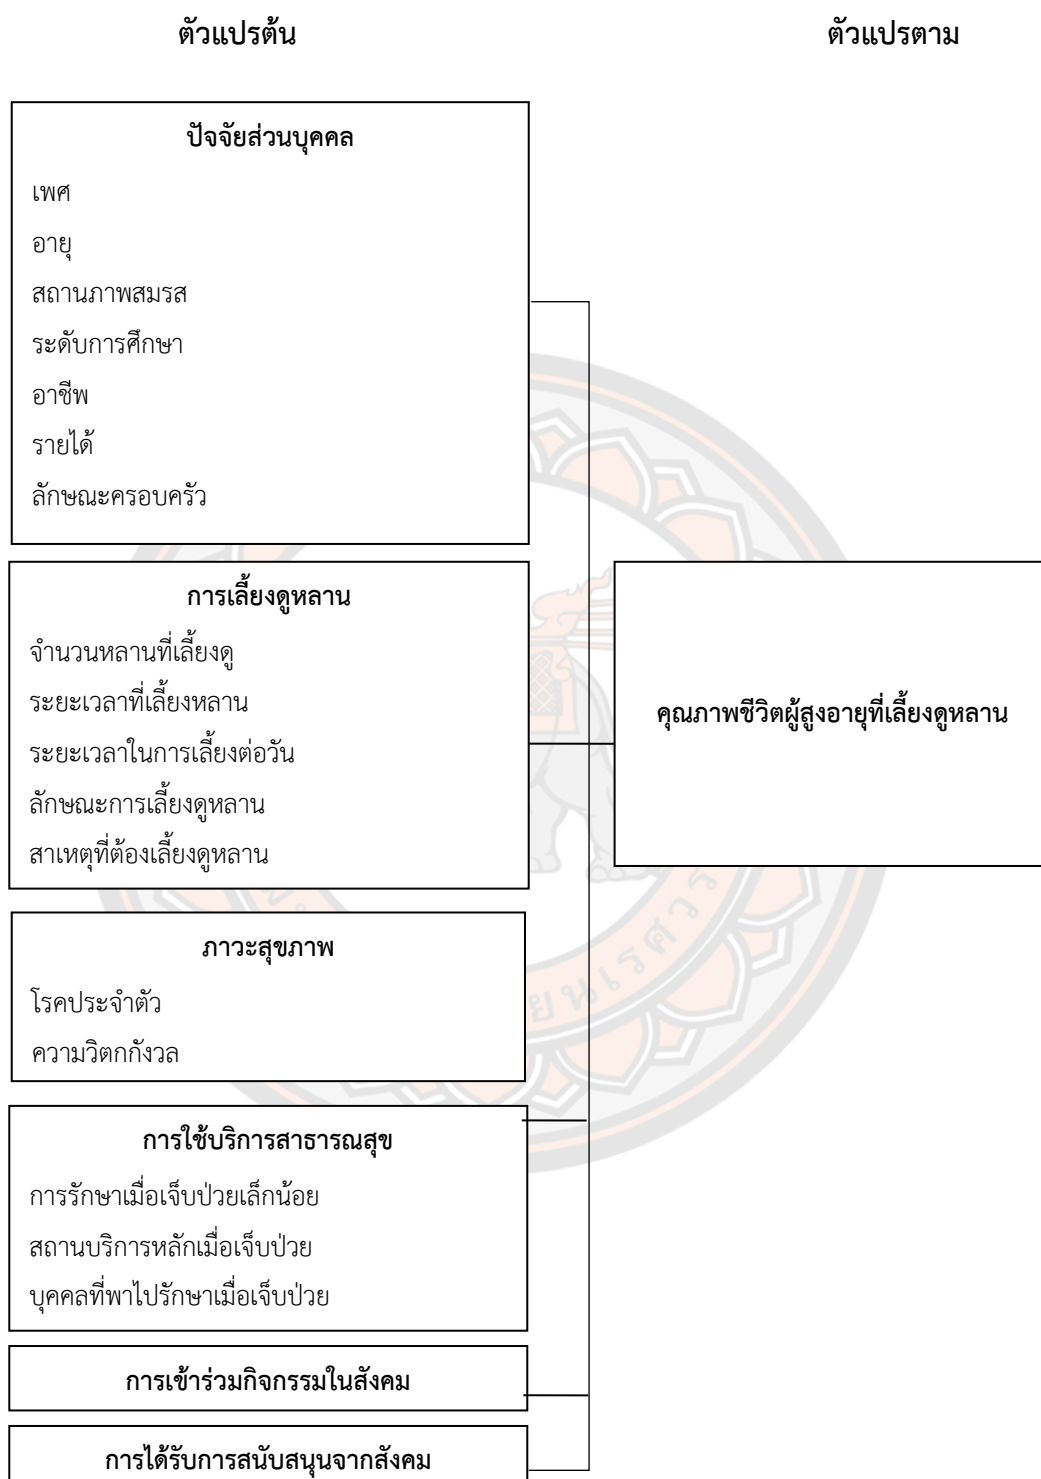 ตัวแปรต้น ตัวแปรตาม
ปัจจัยส่วนบุคคล
เพศ
อายุ
สถานภาพสมรส
ระดับการศึกษา
อาชีพ
รายได้
ลักษณะครอบครัว
การเลี้ยงดูหลาน
จำนวนหลานที่เลี้ยงดู
ระยะเวลาที่เลี้ยงหลาน
ระยะเวลาในการเลี้ยงต่อวัน
ลักษณะการเลี้ยงดูหลาน
สาเหตุที่ต้องเลี้ยงดูหลาน
คุณภาพชีวิตผู้สูงอายุที่เลี้ยงดูหลาน
ภาวะสุขภาพ
โรคประจำตัว
ความวิตกกังวล
การใช้บริการสาธารณสุข
การรักษาเมื่อเจ็บป่วยเล็กน้อย
สถานบริการหลักเมื่อเจ็บป่วย
บุคคลที่พาไปรักษาเมื่อเจ็บป่วย
การเข้าร่วมกิจกรรมในสังคม
การได้รับการสนับสนุนจากสังคม